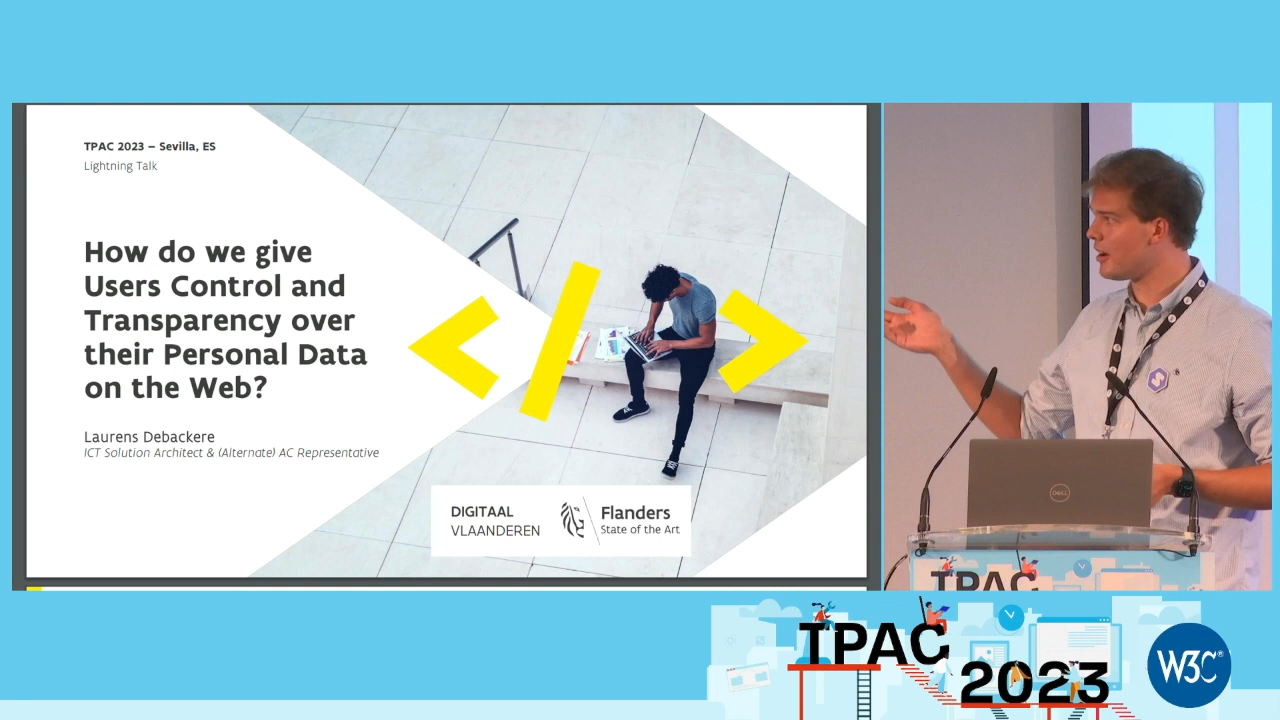 TPAC 2023 – Sevilla, ES
Lightning Talk
How do we give
Users Control and
Transparency over
their Personal Data
on the Web?
Laurens Debackere
ICT Solution Architect & (Alternate) AC Representative
DIGITAAL
VLAANDEREN
Flanders
State of the Art
DELL
TPAC
TPAC
2023
W3C®